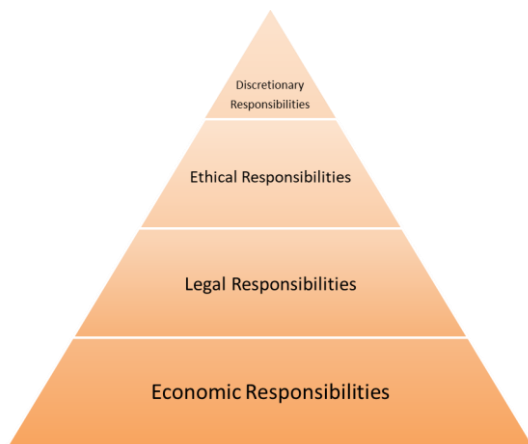 Discretionary
Responsibilities
Ethical Responsibilities
Legal Responsibilities
Economic Responsibilities